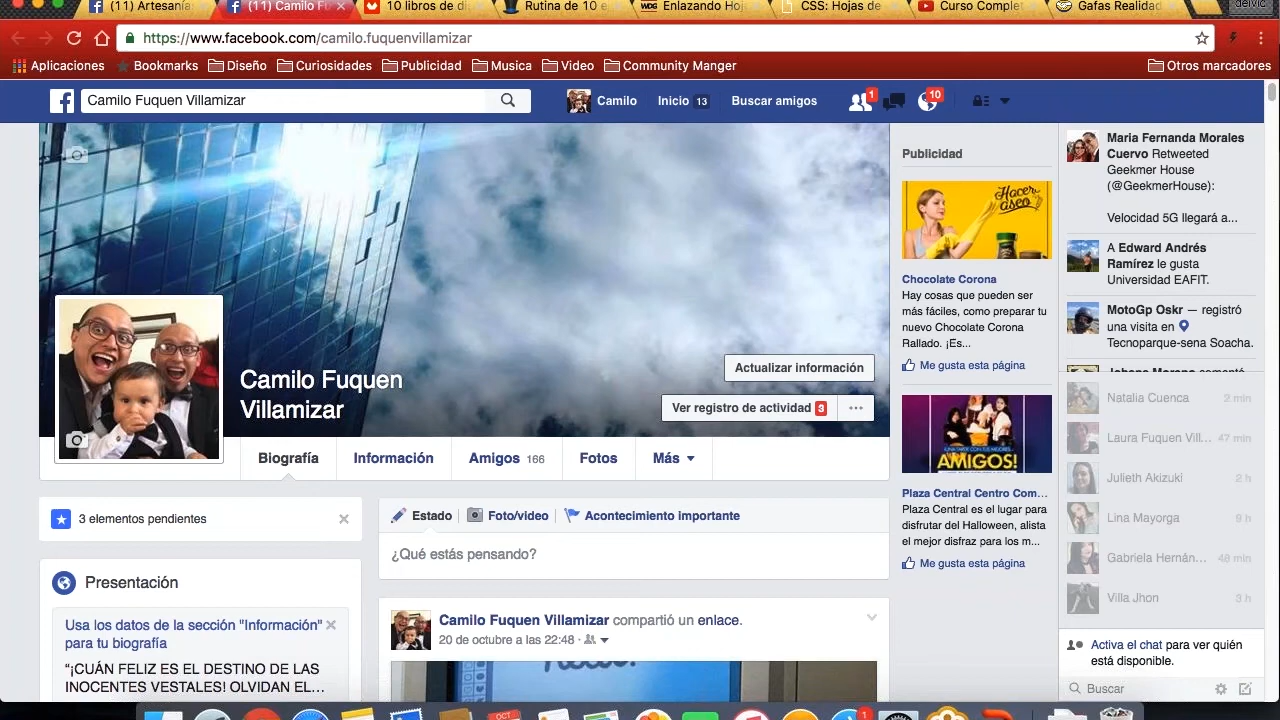 (11) Artesanías
(11) Camilo Fu
10 libros de di
Rutina de 10 e
Enlazando Hoj
CSS: Hojas de
Curso Complet
Gafas Realidad
https://www.facebook.com/camilo.fuquenvillamizar
Aplicaciones
Bookmarks
Diseño
Curiosidades
Publicidad
Musica
Video
Community Manger
Otros marcadores
Camilo Fuquen Villamizar
Camilo
Inicio 13
Buscar amigos
1
10
Camilo Fuquen
Villamizar
Actualizar información
Ver registro de actividad 3
Biografía
Información
Amigos 166
Fotos
Más
3 elementos pendientes
Presentación
Usa los datos de la sección "Información"
para tu biografía
“¡CUÁN FELIZ ES EL DESTINO DE LAS
INOCENTES VESTALES! OLVIDAN EL...
Estado
Foto/video
Acontecimiento importante
¿Qué estás pensando?
Camilo Fuquen Villamizar compartió un enlace.
20 de octubre a las 22:48
Publicidad
Hacer
aseo
Chocolate Corona
Hay cosas que pueden ser
más fáciles, como preparar tu
nuevo Chocolate Corona
Rallado. ¡Es...
Me gusta esta página
¡UNA TARDE CON TUS MEJORES
AMIGOS!
Plaza Central Centro Com...
Plaza Central es el lugar para
disfrutar del Halloween, alista
el mejor disfraz para los m...
Me gusta esta página
Maria Fernanda Morales
Cuervo Retweeted
Geekmer House
(@GeekmerHouse):
Velocidad 5G llegará a...
A Edward Andrés
Ramírez le gusta
Universidad EAFIT.
MotoGp Oskr — registró
una visita en
Tecnoparque-sena Soacha.
Natalia Cuenca 2 min
Laura Fuquen Vill... 47 min
Julieth Akizuki 2 h
Lina Mayorga 9 h
Gabriela Hernán... 48 min
Villa Jhon 3 h
Activa el chat para ver quién
está disponible.
Buscar
OCT
1